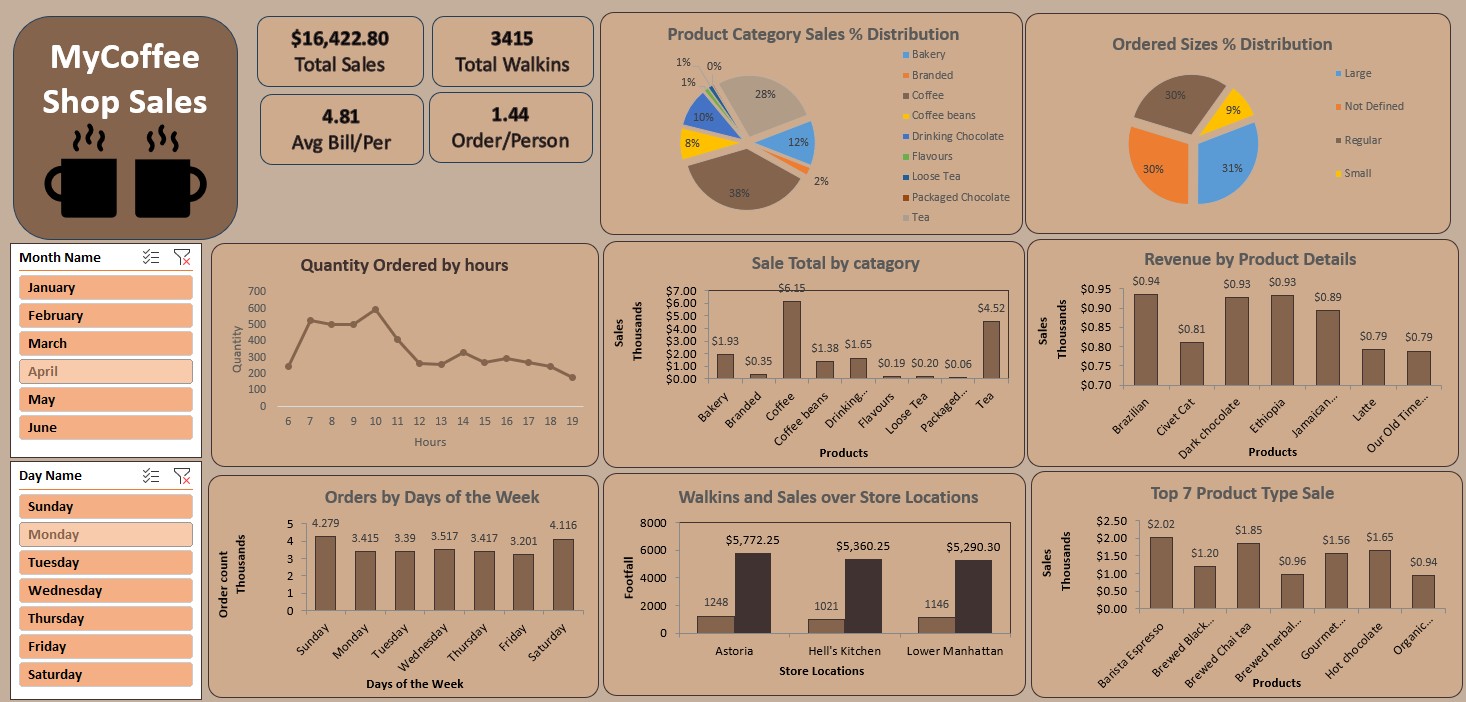 MyCoffee
Shop Sales
$16,422.80
Total Sales
3415
Total Walkins
4.81
Avg Bill/Per
1.44
Order/Person
Product Category Sales % Distribution
1%
0%
1%
28%
10%
12%
8%
2%
38%
Bakery
Branded
Coffee
Coffee beans
Drinking Chocolate
Flavours
Loose Tea
Packaged Chocolate
Tea
Ordered Sizes % Distribution
30%
9%
30%
31%
Large
Not Defined
Regular
Small
Month Name
January
February
March
April
May
June
Quantity Ordered by hours
700
600
500
400
300
200
100
0
Quantity
6 7 8 9 10 11 12 13 14 15 16 17 18 19
Hours
Sale Total by catagory
Sales
Thousands
$7.00
$6.00
$5.00
$4.00
$3.00
$2.00
$1.00
$0.00
$1.93
$0.35
$6.15
$1.38
$1.65
$0.19
$0.20
$0.06
$4.52
Bakery
Branded
Coffee
Coffee beans
Drinking...
Flavours
Loose Tea
Packaged...
Tea
Products
Revenue by Product Details
Sales
Thousands
$0.95
$0.90
$0.85
$0.80
$0.75
$0.70
$0.94
$0.81
$0.93
$0.93
$0.89
$0.79
$0.79
Brazilian
Civet Cat
Dark chocolate
Ethiopia
Jamaican...
Latte
Our Old Time...
Products
Day Name
Sunday
Monday
Tuesday
Wednesday
Thursday
Friday
Saturday
Orders by Days of the Week
Order count
Thousands
5
4
3
2
1
0
4.279
3.415
3.39
3.517
3.417
3.201
4.116
Sunday
Monday
Tuesday
Wednesday
Thursday
Friday
Saturday
Days of the Week
Walkins and Sales over Store Locations
Footfall
8000
6000
4000
2000
0
1248
$5,772.25
1021
$5,360.25
1146
$5,290.30
Astoria
Hell's Kitchen
Lower Manhattan
Store Locations
Top 7 Product Type Sale
Sales
Thousands
$2.50
$2.00
$1.50
$1.00
$0.50
$0.00
$2.02
$1.20
$1.85
$0.96
$1.56
$1.65
$0.94
Barista Espresso
Brewed Black...
Brewed Chai tea
Brewed herbal...
Gourmet...
Hot chocolate
Organic...
Products